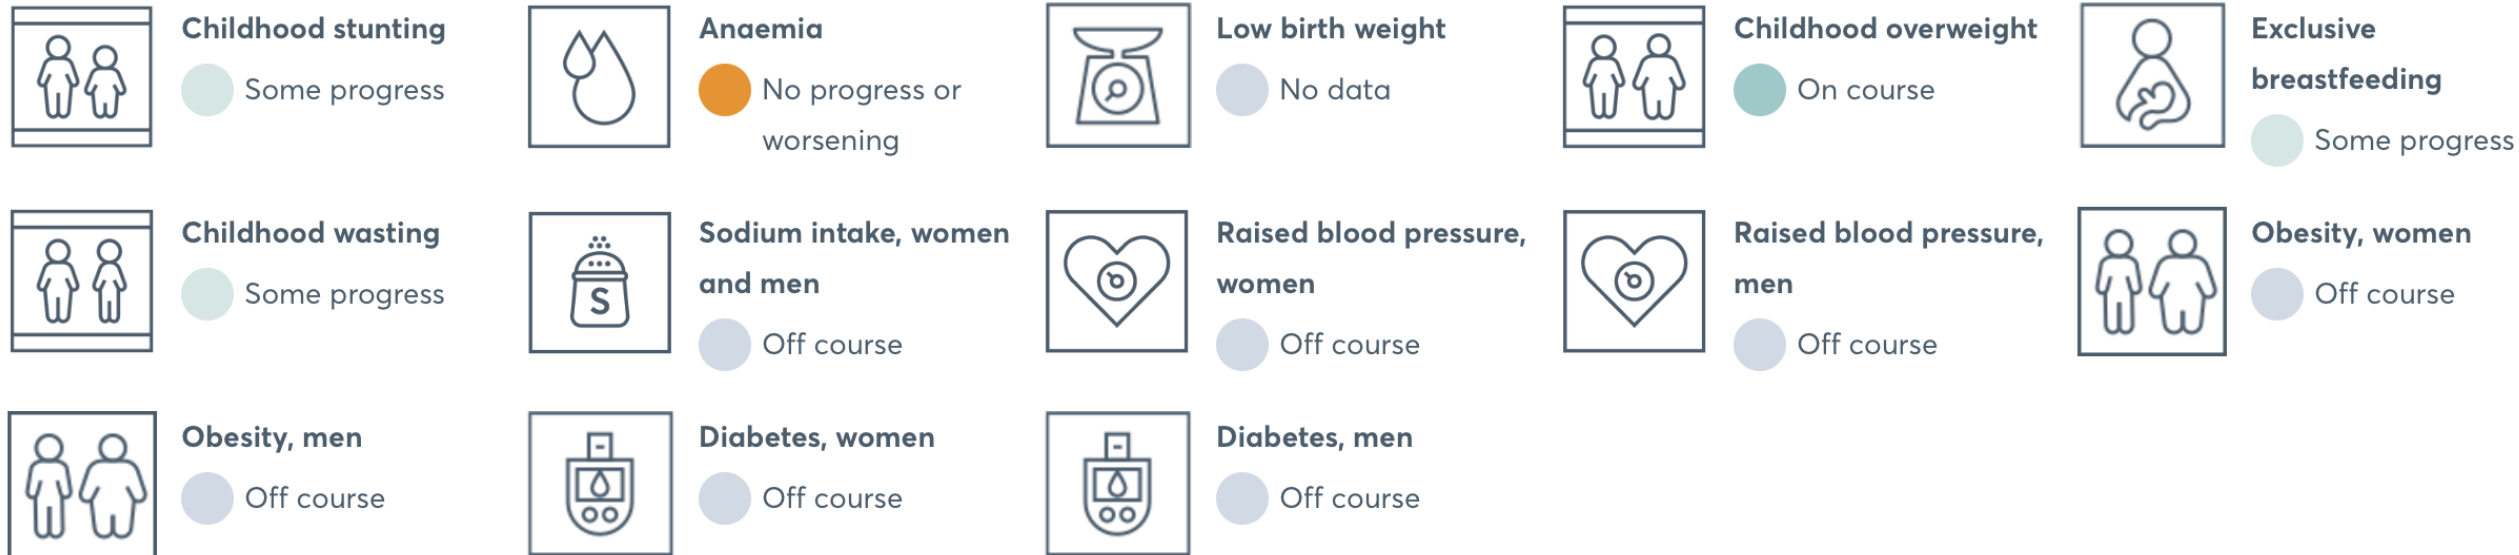 Childhood stunting
Some progress
Anaemia
No progress or
worsening
Low birth weight
No data
Childhood overweight
On course
Exclusive
breastfeeding
Some progress
Childhood wasting
Some progress
S
Sodium intake, women
and men
Off course
Raised blood pressure,
women
Off course
Raised blood pressure,
men
Off course
Obesity, women
Off course
Obesity, men
Off course
Diabetes, women
Off course
Diabetes, men
Off course